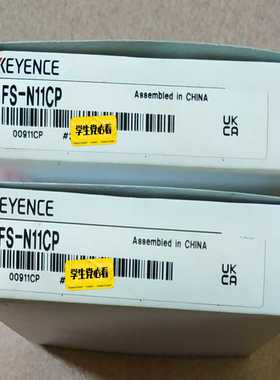 KEYENCE
FS-N11CP
Assembled in CHINA
00911CP #
学生党必看
UK
CA
KEYENCE
FS-N11CP
Assembled in CHINA
00911CP #
学生党必看
UK
CA